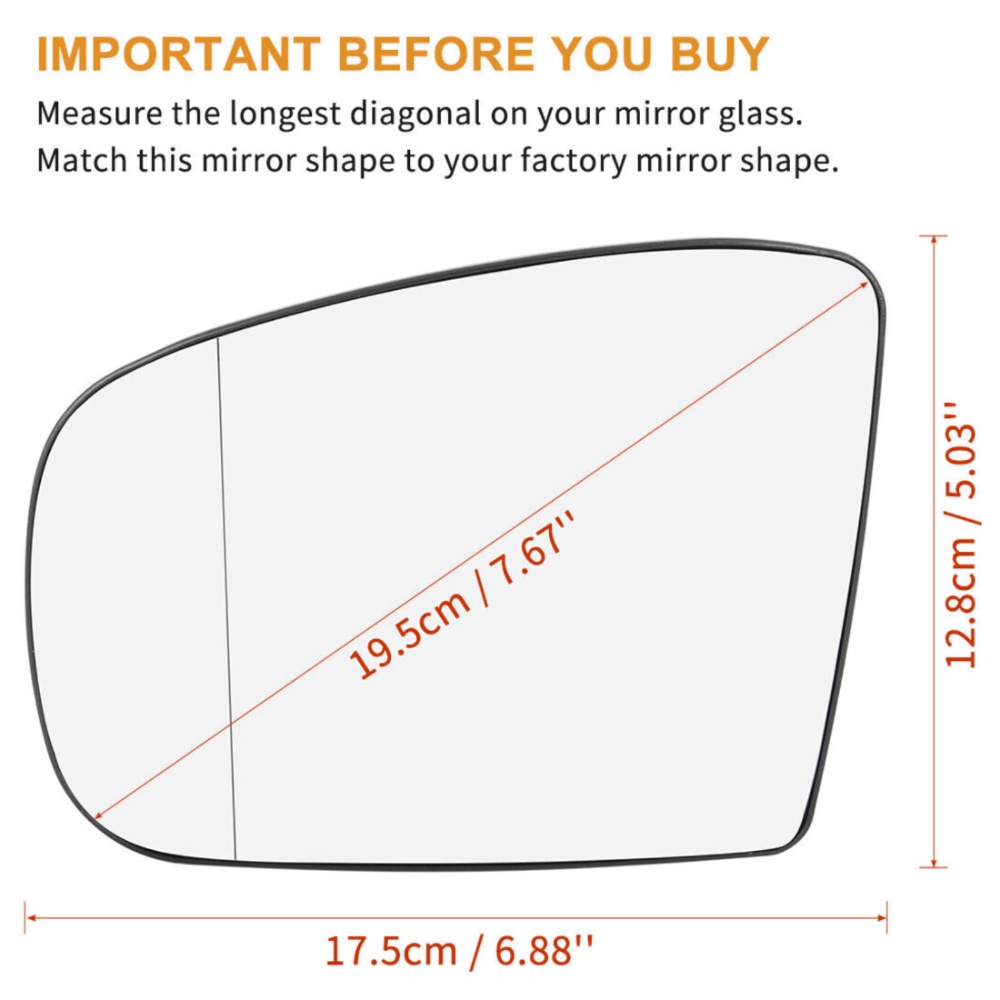 IMPORTANT BEFORE YOU BUY
Measure the longest diagonal on your mirror glass.
Match this mirror shape to your factory mirror shape.
19.5cm / 7.67''
12.8cm / 5.03''
17.5cm / 6.88''